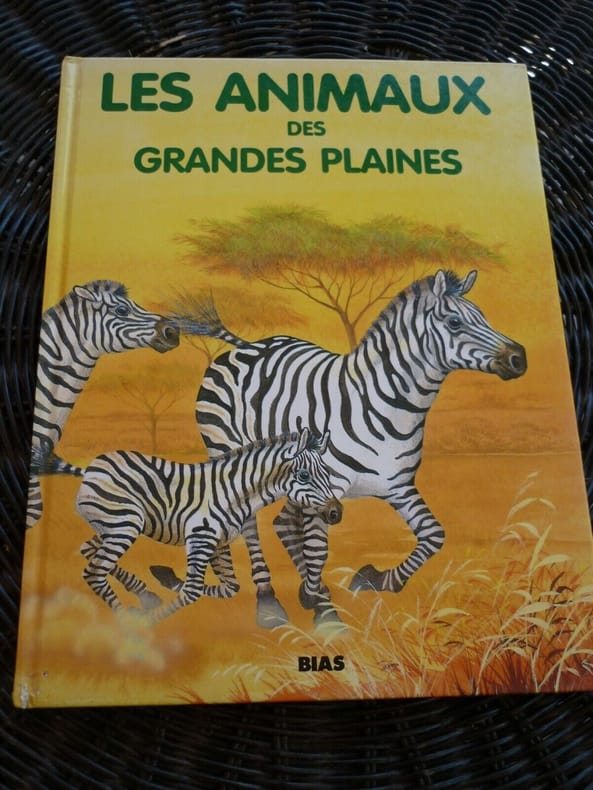 LES ANIMAUX
DES
GRANDES PLAINES
BIAS